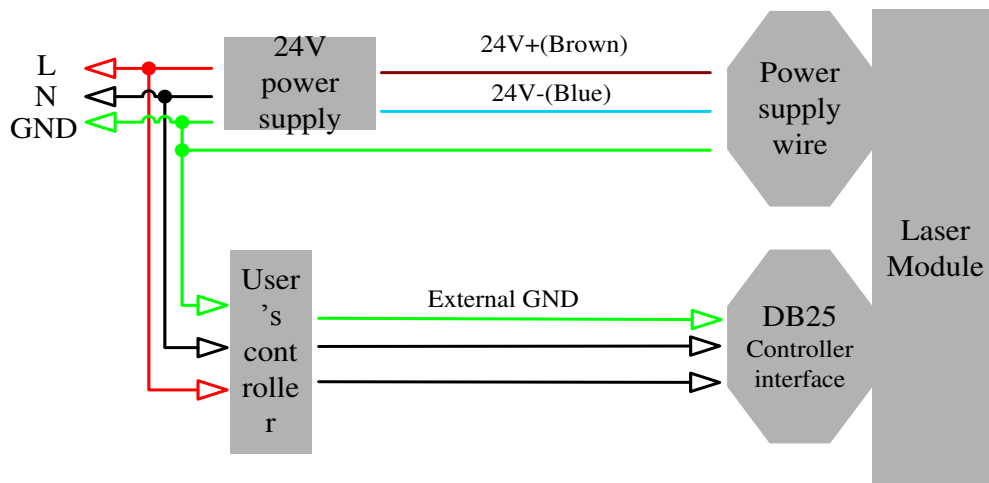 L
N
GND
24V
power
supply
24V+(Brown)
24V-(Blue)
Power
supply
wire
Laser
Module
User
's
cont
rolle
r
External GND
DB25
Controller
interface